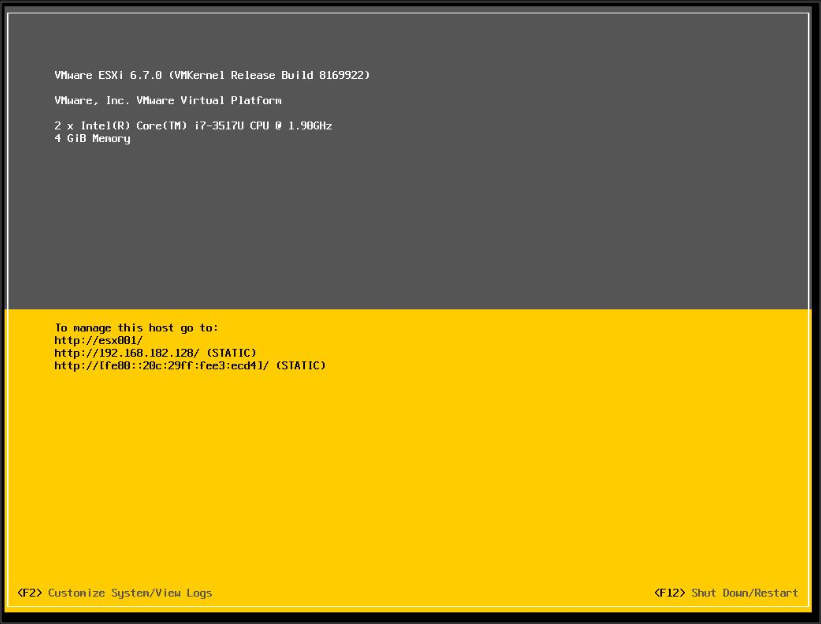 VMware ESXi 6.7.0 (VMKernel Release Build 8169922)
VMware, Inc. VMware Virtual Platform
2 x Intel(R) Core(TM) i7-3517U CPU @ 1.90GHz
4 GiB Memory
To manage this host go to:
http://esx001/
http://192.168.182.128/ (STATIC)
http://[fe80::20c:29ff:fee3:ecd4]/ (STATIC)
<F2> Customize System/View Logs
<F12> Shut Down/Restart